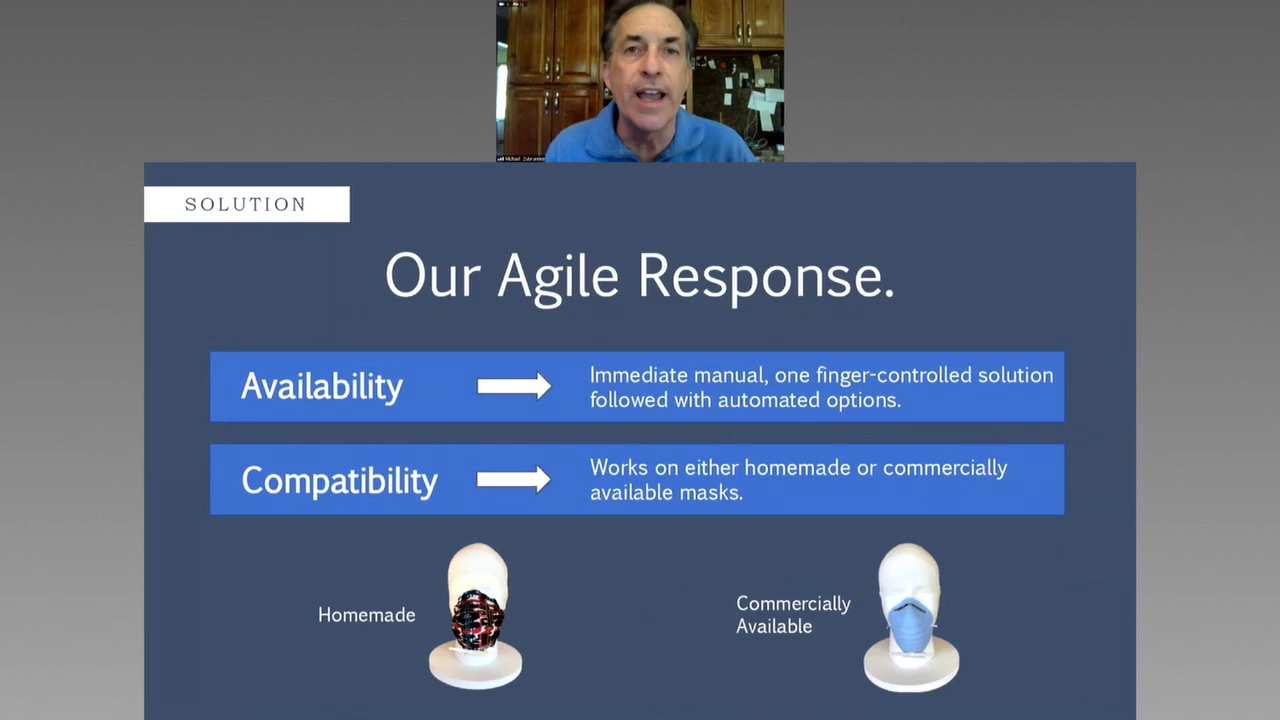 SOLUTION
Our Agile Response.
Availability
Immediate manual, one finger-controlled solution
followed with automated options.
Compatibility
Works on either homemade or commercially
available masks.
Homemade
Commercially
Available